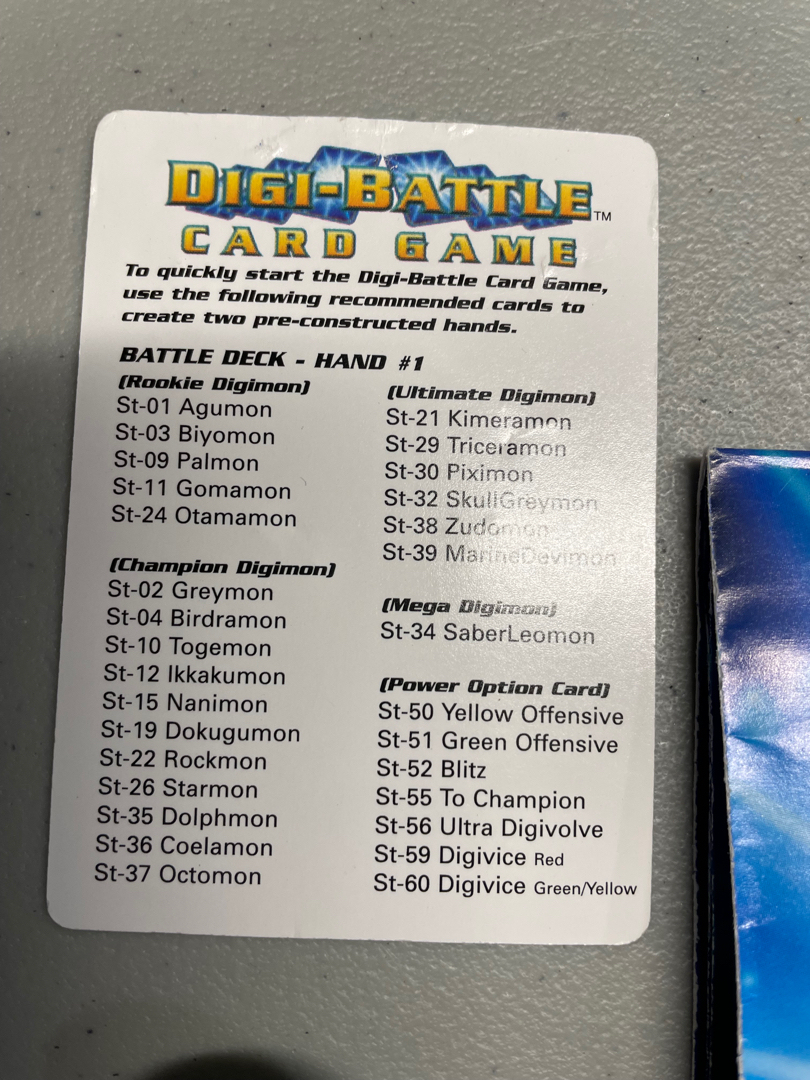 DIGI-BATTLE™
CARD GAME
To quickly start the Digi-Battle Card Game,
use the following recommended cards to
create two pre-constructed hands.
BATTLE DECK - HAND #1
(Rookie Digimon)
St-01 Agumon
St-03 Biyomon
St-09 Palmon
St-11 Gomamon
St-24 Otamamon
(Champion Digimon)
St-02 Greymon
St-04 Birdramon
St-10 Togemon
St-12 Ikkakumon
St-15 Nanimon
St-19 Dokugumon
St-22 Rockmon
St-26 Starmon
St-35 Dolphmon
St-36 Coelamon
St-37 Octomon
(Ultimate Digimon)
St-21 Kimeramon
St-29 Triceramon
St-30 Piximon
St-32 SkullGreymon
St-38 Zudomon
St-39 MarineDevimon
(Mega Digimon)
St-34 SaberLeomon
(Power Option Card)
St-50 Yellow Offensive
St-51 Green Offensive
St-52 Blitz
St-55 To Champion
St-56 Ultra Digivolve
St-59 Digivice Red
St-60 Digivice Green/Yellow